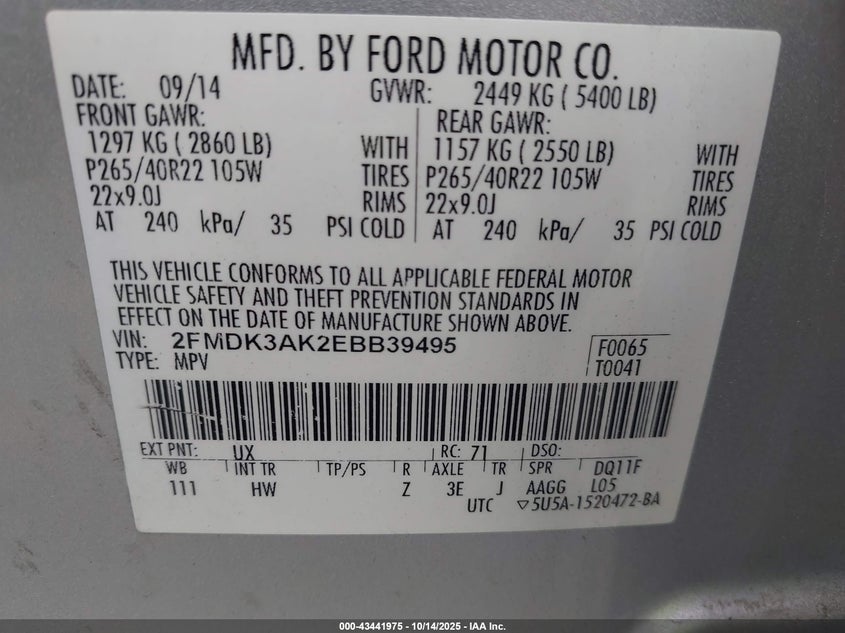 MFD. BY FORD MOTOR CO.
DATE: 09/14 GVWR: 2449 KG ( 5400 LB)
FRONT GAWR: REAR GAWR:
1297 KG ( 2860 LB) WITH 1157 KG ( 2550 LB) WITH
P265/40R22 105W TIRES P265/40R22 105W TIRES
22x9.0J RIMS 22x9.0J RIMS
AT 240 kPa/ 35 PSI COLD AT 240 kPa/ 35 PSI COLD
THIS VEHICLE CONFORMS TO ALL APPLICABLE FEDERAL MOTOR
VEHICLE SAFETY AND THEFT PREVENTION STANDARDS IN
EFFECT ON THE DATE OF MANUFACTURE SHOWN ABOVE.
VIN: 2FMDK3AK2EBB39495 F0065
TYPE: MPV T0041
EXT PNT: UX RC: 71 DSO:
WB INT TR TP/PS R AXLE TR SPR DQ11F
111 HW Z 3E J AAGG L05
UTC ▽5U5A-1520472-BA
000-43441975 - 10/14/2025 - IAA Inc.